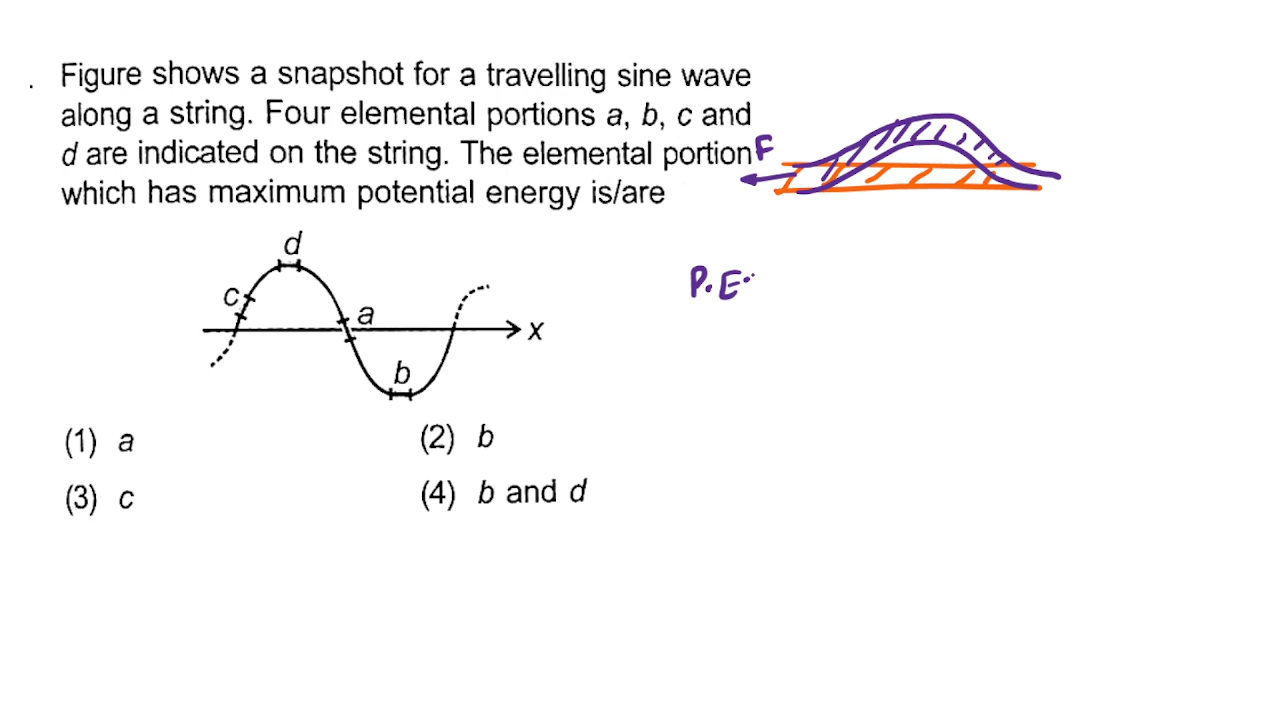 . Figure shows a snapshot for a travelling sine wave
along a string. Four elemental portions a, b, c and
d are indicated on the string. The elemental portion
which has maximum potential energy is/are
F
P.E.
d
c
a
x
b
(1) a
(2) b
(3) c
(4) b and d